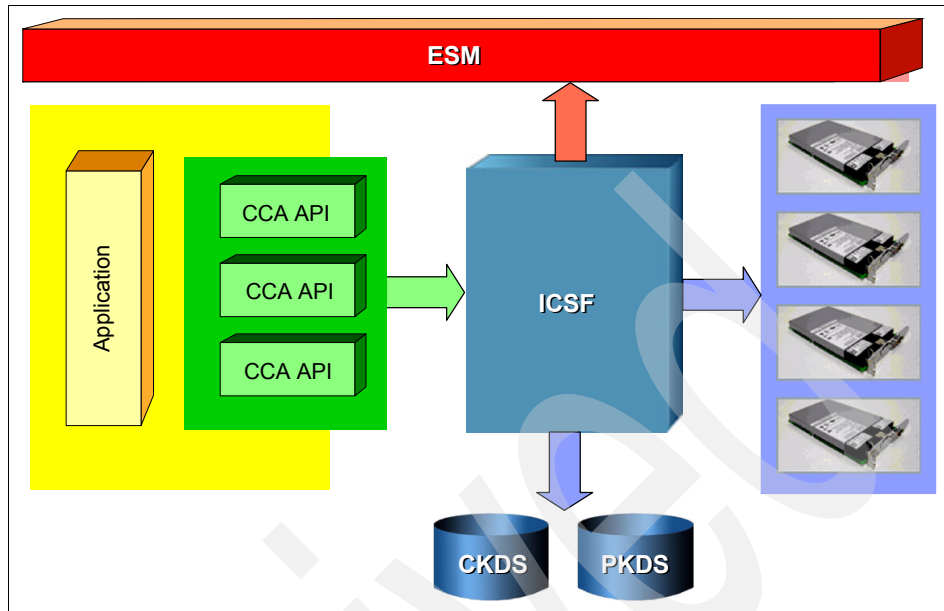 ESM
Application
CCA API
CCA API
CCA API
ICSF
CKDS
PKDS